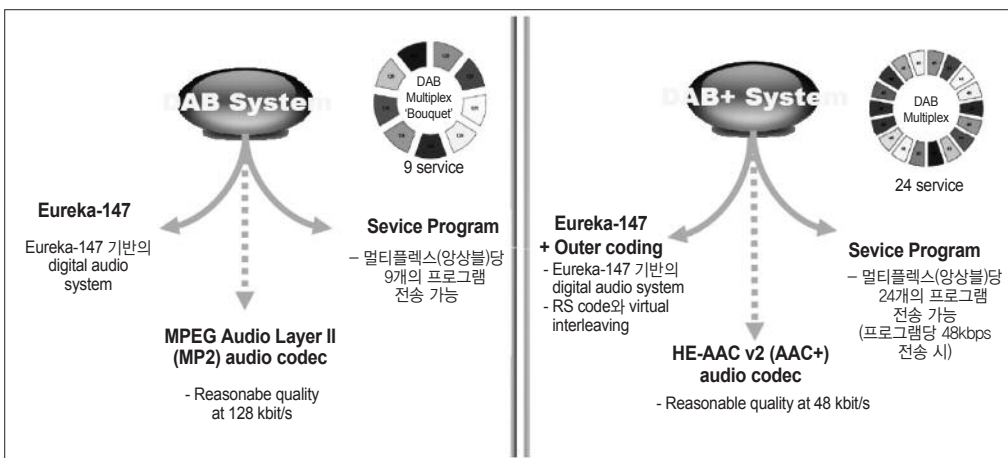 DAB System
DAB
Multiplex
'Bouquet'
9 service
Eureka-147
Eureka-147 기반의
digital audio
system
MPEG Audio Layer II
(MP2) audio codec
- Reasonabe quality
at 128 kbit/s
Sevice Program
– 멀티플렉스(앙상블)당
9개의 프로그램
전송 가능
DAB+ System
DAB
Multiplex
24 service
Eureka-147
+ Outer coding
- Eureka-147 기반의
digital audio system
- RS code와 virtual
interleaving
HE-AAC v2 (AAC+)
audio codec
- Reasonable quality at 48 kbit/s
Sevice Program
– 멀티플렉스(앙상블)당
24개의 프로그램
전송 가능
(프로그램당 48kbps
전송 시)